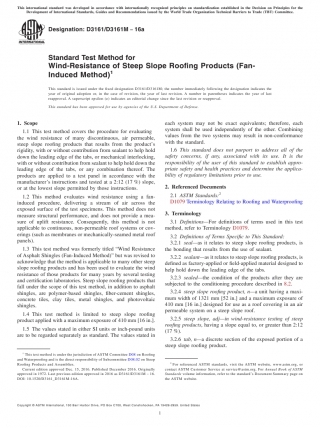 This international standard was developed in accordance with internationally recognized principles on standardization established in the Decision on Principles for the
Development of International Standards, Guides and Recommendations issued by the World Trade Organization Technical Barriers to Trade (TBT) Committee.
Designation: D3161/D3161M − 16a
Standard Test Method for
Wind-Resistance of Steep Slope Roofing Products (Fan-
Induced Method)1
This standard is issued under the fixed designation D3161/D3161M; the number immediately following the designation indicates the
year of original adoption or, in the case of revision, the year of last revision. A number in parentheses indicates the year of last
reapproval. A superscript epsilon (ε) indicates an editorial change since the last revision or reapproval.
This standard has been approved for use by agencies of the U.S. Department of Defense.
1. Scope
1.1 This test method covers the procedure for evaluating
the wind resistance of many discontinuous, air permeable,
steep slope roofing products that results from the product's
rigidity, with or without contribution from sealant to help hold
down the leading edge of the tabs, or mechanical interlocking,
with or without contribution from sealant to help hold down the
leading edge of the tabs, or any combination thereof. The
products are applied to a test panel in accordance with the
manufacturer's instructions and tested at a 2:12 (17 %) slope,
or at the lowest slope permitted by those instructions.
1.2 This method evaluates wind resistance using a fan-
induced procedure, delivering a stream of air across the
exposed surface of the test specimens. This method does not
measure structural performance, and does not provide a meas-
ure of uplift resistance. Consequently, this method is not
applicable to continuous, non-permeable roof systems or cov-
erings (such as membranes or mechanically-seamed metal roof
panels).
1.3 This test method was formerly titled "Wind Resistance
of Asphalt Shingles (Fan-Induced Method)" but was revised to
acknowledge that the method is applicable to many other steep
slope roofing products and has been used to evaluate the wind
resistance of those products for many years by several testing
and certification laboratories. Steep slope roofing products that
fall under the scope of this test method, in addition to asphalt
shingles, are polymer-based shingles, fiber-cement shingles,
concrete tiles, clay tiles, metal shingles, and photovoltaic
shingles.
1.4 This test method is limited to steep slope roofing
product applied with a maximum exposure of 410 mm [16 in.].
1.5 The values stated in either SI units or inch-pound units
are to be regarded separately as standard. The values stated in
1 This test method is under the jurisdiction of ASTM Committee D08 on Roofing
and Waterproofing and is the direct responsibility of Subcommittee D08.02 on Steep
Roofing Products and Assemblies.
Current edition approved Dec. 15, 2016. Published December 2016. Originally
approved in 1972. Last previous edition approved in 2016 as D3161/D3161M – 16.
DOI: 10.1520/D3161_D3161M-16A.
each system may not be exact equivalents; therefore, each
system shall be used independently of the other. Combining
values from the two systems may result in non-conformance
with the standard.
1.6 This standard does not purport to address all of the
safety concerns, if any, associated with its use. It is the
responsibility of the user of this standard to establish appro-
priate safety and health practices and determine the applica-
bility of regulatory limitations prior to use.
2. Referenced Documents
2.1 ASTM Standards:2
D1079 Terminology Relating to Roofing and Waterproofing
3. Terminology
3.1 Definitions—For definitions of terms used in this test
method, refer to Terminology D1079.
3.2 Definitions of Terms Specific to This Standard:
3.2.1 seal—as it relates to steep slope roofing products, is
the bonding that results from the use of sealant.
3.2.2 sealant—as it relates to steep slope roofing products, is
defined as factory-applied or field-applied material designed to
help hold down the leading edge of the tabs.
3.2.3 sealed—the condition of the products after they are
subjected to the conditioning procedure described in 8.2.
3.2.4 steep slope roofing product, n—a unit having a maxi-
mum width of 1321 mm [52 in.] and a maximum exposure of
410 mm [16 in.] designed for use as a roof covering in an air
permeable system on a steep slope roof.
3.2.5 steep slope, adj—in wind-resistance testing of steep
roofing products, having a slope equal to, or greater than 2:12
(17 %).
3.2.6 tab, n—a discrete section of the exposed portion of a
steep slope roofing product.
2 For referenced ASTM standards, visit the ASTM website, www.astm.org, or
contact ASTM Customer Service at service@astm.org. For Annual Book of ASTM
Standards volume information, refer to the standard's Document Summary page on
the ASTM website.
Copyright © ASTM International, 100 Barr Harbor Drive, PO Box C700, West Conshohocken, PA 19428-2959. United States
1